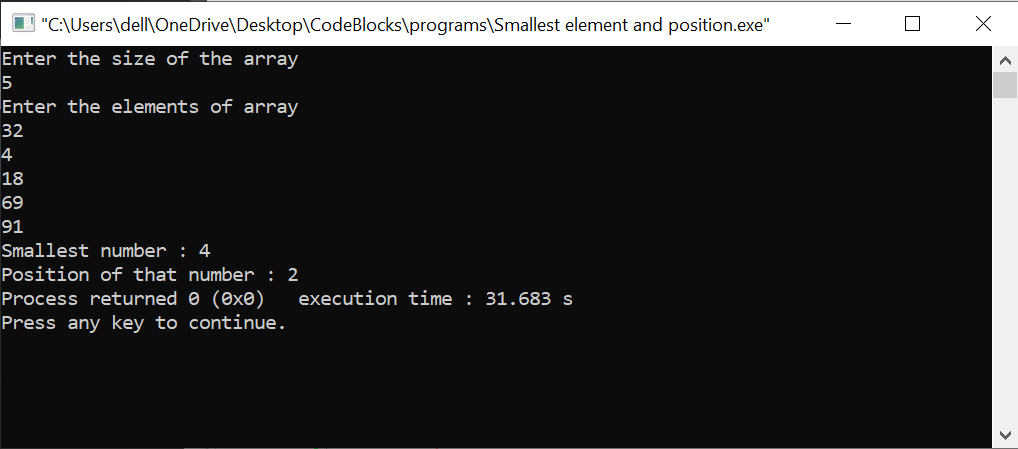 "C:\Users\dell\OneDrive\Desktop\CodeBlocks\programs\Smallest element and position.exe"
Enter the size of the array
5
Enter the elements of array
32
4
18
69
91
Smallest number : 4
Position of that number : 2
Process returned 0 (0x0)   execution time : 31.683 s
Press any key to continue.